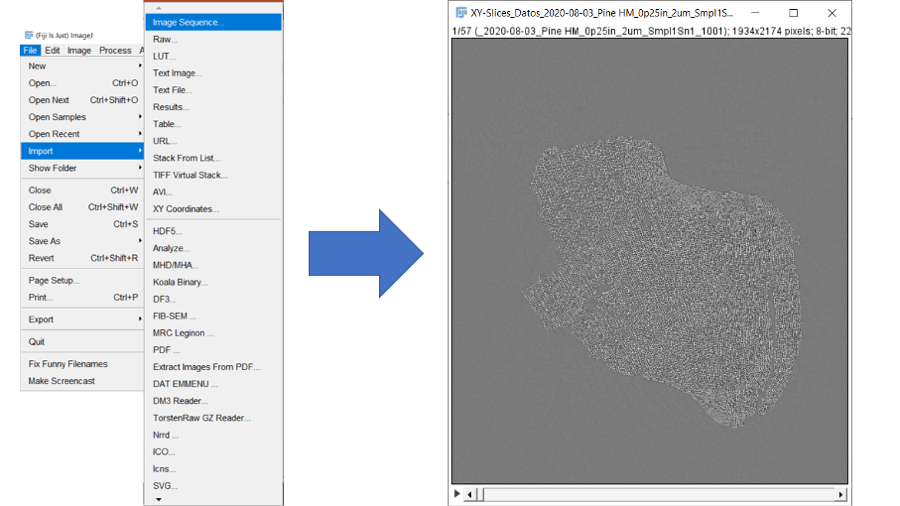 (Fiji Is Just) ImageJ
File Edit Image Process A
New
Open... Ctrl+O
Open Next Ctrl+Shift+O
Open Samples
Open Recent
Import
Show Folder
Close Ctrl+W
Close All Ctrl+Shift+W
Save Ctrl+S
Save As
Revert Ctrl+Shift+R
Page Setup...
Print... Ctrl+P
Export
Quit
Fix Funny Filenames
Make Screencast
Image Sequence...
Raw...
LUT...
Text Image...
Text File...
Results...
Table...
URL...
Stack From List...
TIFF Virtual Stack...
AVI...
XY Coordinates...
HDF5...
Analyze...
MHD/MHA...
Koala Binary...
DF3...
FIB-SEM ...
MRC Leginon ...
PDF ...
Extract Images From PDF...
DAT EMMENU ...
DM3 Reader...
TorstenRaw GZ Reader...
Nrrd ...
ICO...
Icns...
SVG...
XY-Slices_Datos_2020-08-03_Pine HM_0p25in_2um_Smpl1S...
1/57 (_2020-08-03_Pine HM_0p25in_2um_Smpl1Sn1_1001); 1934x2174 pixels; 8-bit; 22